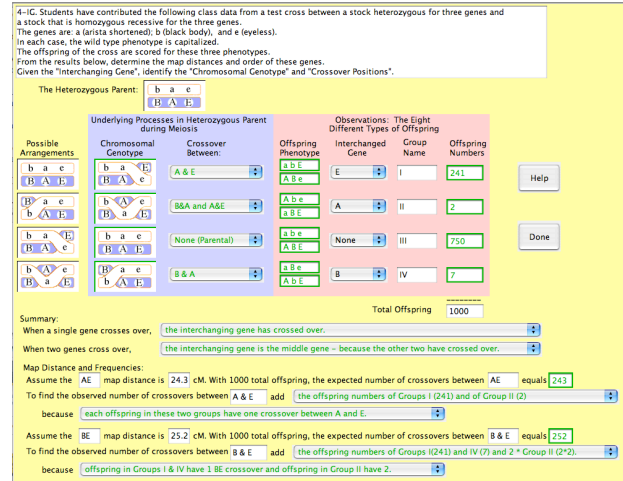 4-IG. Students have contributed the following class data from a test cross between a stock heterozygous for three genes and
a stock that is homozygous recessive for the three genes.
The genes are: a (arista shortened); b (black body), and e (eyeless).
In each case, the wild type phenotype is capitalized.
The offspring of the cross are scored for these three phenotypes.
From the results below, determine the map distances and order of these genes.
Given the "Interchanging Gene", identify the "Chromosomal Genotype" and "Crossover Positions".
The Heterozygous Parent:
b a e
B A E
Underlying Processes in Heterozygous Parent
during Meiosis
Observations: The Eight
Different Types of Offspring
Possible
Arrangements
Chromosomal
Genotype
Crossover
Between:
Offspring
Phenotype
Interchanged
Gene
Group
Name
Offspring
Numbers
b a e
B A E
b a E
B A e
A & E
a b E
A B e
E
I
241
Help
B a e
b A E
b A e
B a E
B&A and A&E
A b e
a B E
A
II
2
b a E
B A e
b a e
B A E
None (Parental)
a b e
A B E
None
III
750
Done
b A e
B a E
B a e
b A E
B & A
a B e
A b E
B
IV
7
Total Offspring 1000
Summary:
When a single gene crosses over, the interchanging gene has crossed over.
When two genes cross over, the interchanging gene is the middle gene - because the other two have crossed over.
Map Distance and Frequencies:
Assume the AE map distance is 24.3 cM. With 1000 total offspring, the expected number of crossovers between AE equals 243
To find the observed number of crossovers between A & E add the offspring numbers of Groups I (241) and of Group II (2)
because each offspring in these two groups have one crossover between A and E.
Assume the BE map distance is 25.2 cM. With 1000 total offspring, the expected number of crossovers between B & E equals 252
To find the observed number of crossovers between B & E add the offspring numbers of Groups I(241) and IV (7) and 2 * Group II (2*2).
because offspring in Groups I & IV have 1 BE crossover and offspring in Group II have 2.